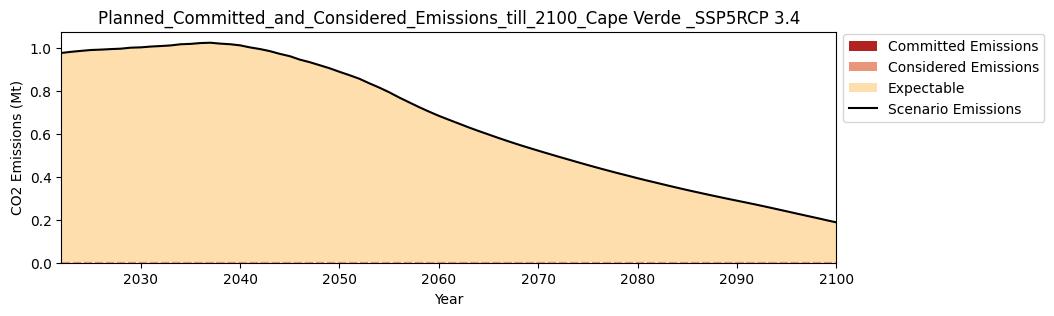 Planned_Committed_and_Considered_Emissions_till_2100_Cape Verde _SSP5RCP 3.4
Committed Emissions
Considered Emissions
Expectable
Scenario Emissions
CO2 Emissions (Mt)
1.0
0.8
0.6
0.4
0.2
0.0
2030 2040 2050 2060 2070 2080 2090 2100
Year